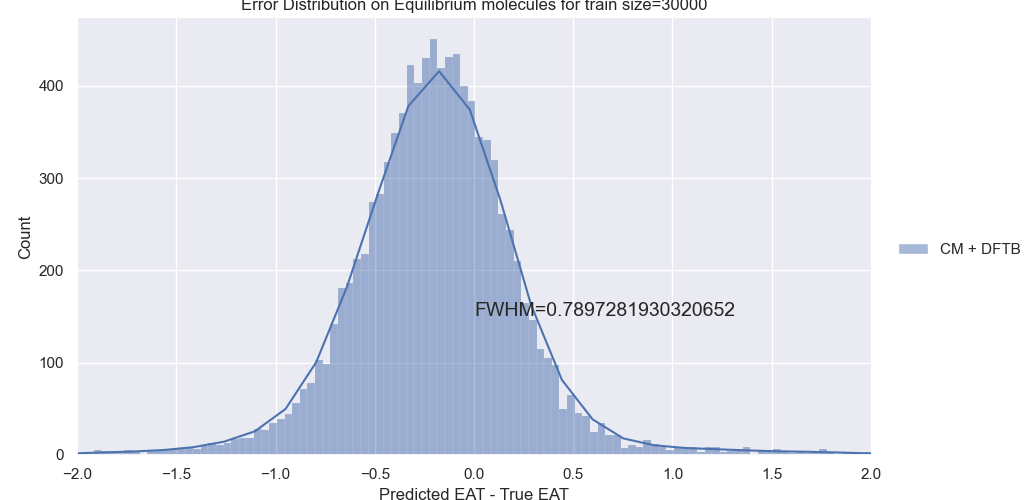 Error Distribution on Equilibrium molecules for train size=30000
400
300
200
100
0
Count
FWHM=0.7897281930320652
CM + DFTB
−2.0 −1.5 −1.0 −0.5 0.0 0.5 1.0 1.5 2.0
Predicted EAT - True EAT